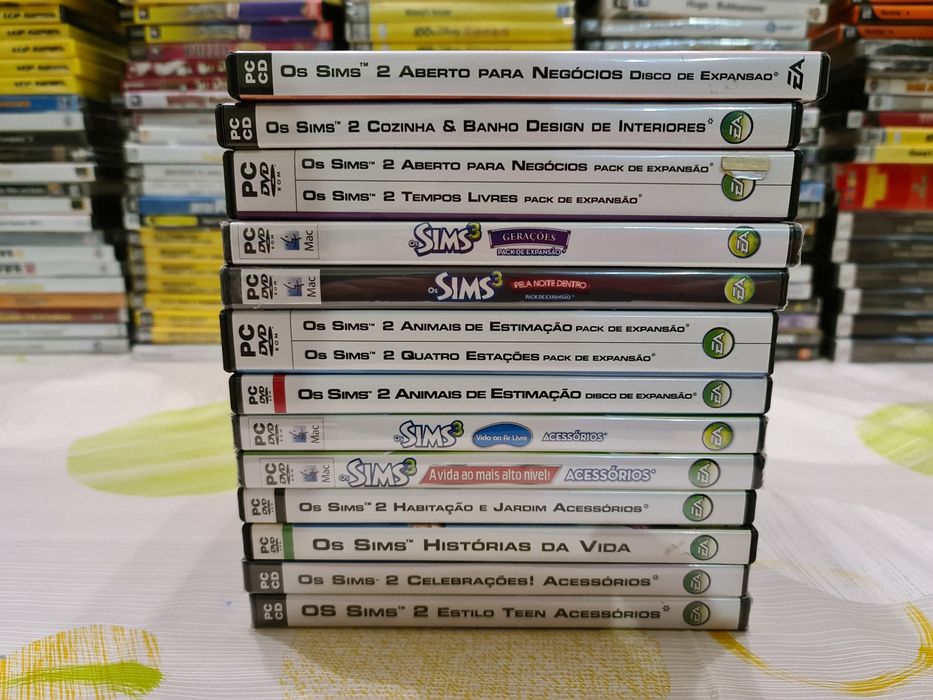 PC CD Os Sims™ 2 Aberto para Negócios Disco de Expansao EA
PC CD Os Sims™ 2 Cozinha & Banho Design de Interiores* EA
PC DVD ROM Os Sims™ 2 Aberto para Negócios pack de expansão* EA
Os Sims™ 2 Tempos Livres pack de expansão*
PC DVD ROM Mac Os Sims 3 Gerações Pack de Expansão EA
PC DVD ROM Mac Os Sims 3 Pela Noite Dentro Pack de Expansão* EA
PC DVD ROM Os Sims™ 2 Animais de Estimação pack de expansão* EA
Os Sims™ 2 Quatro Estações pack de expansão*
PC DVD Os Sims™ 2 Animais de Estimação disco de expansão* EA
PC DVD Mac Os Sims 3 Vida ao Ar Livre Acessórios* EA
PC DVD Mac Os Sims 3 A vida ao mais alto nível! Acessórios* EA
PC DVD Os Sims™ 2 Habitação e Jardim Acessórios* EA
PC DVD Os Sims™ Histórias da Vida EA
PC CD Os Sims 2 Celebrações! Acessórios* EA
PC CD OS Sims™ 2 Estilo Teen Acessórios* EA